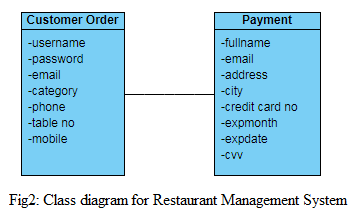 Customer Order
-username
-password
-email
-category
-phone
-table no
-mobile
Payment
-fullname
-email
-address
-city
-credit card no
-expmonth
-expdate
-cvv
Fig2: Class diagram for Restaurant Management System